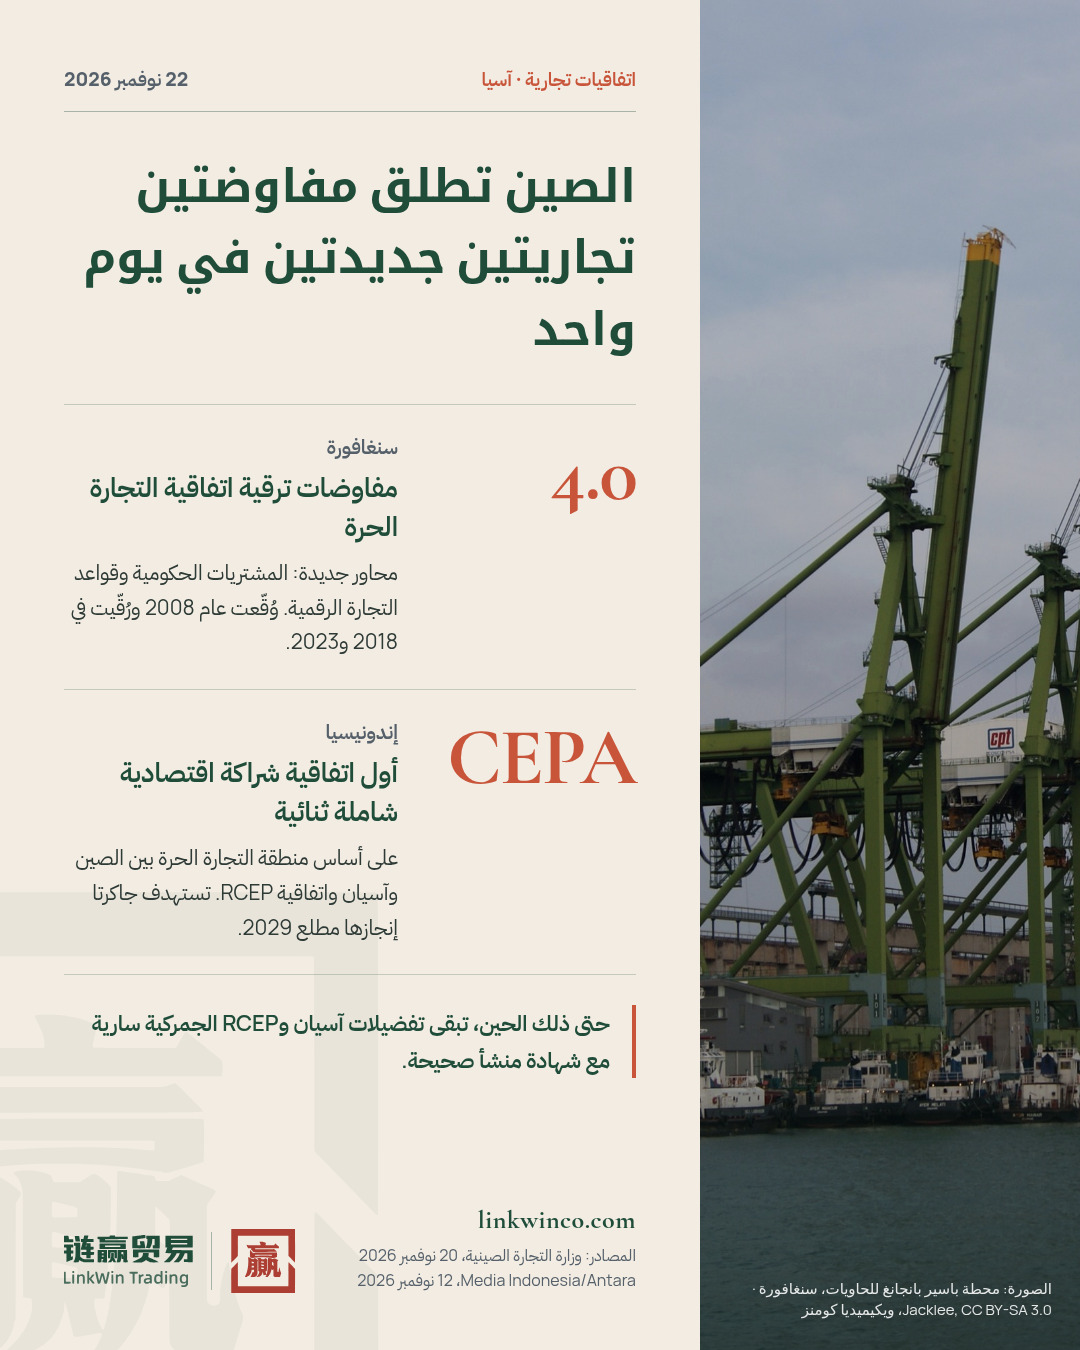 اتفاقيات تجارية · آسيا
22 نوفمبر 2026
الصين تطلق مفاوضتين
تجاريتين جديدتين في يوم
واحد
4.0
سنغافورة
مفاوضات ترقية اتفاقية التجارة
الحرة
محاور جديدة: المشتريات الحكومية وقواعد
التجارة الرقمية. وُقّعت عام 2008 ورُقّيت في
2018 و2023.
CEPA
إندونيسيا
أول اتفاقية شراكة اقتصادية
شاملة ثنائية
على أساس منطقة التجارة الحرة بين الصين
وآسيان واتفاقية RCEP. تستهدف جاكرتا
إنجازها مطلع 2029.
حتى ذلك الحين، تبقى تفضيلات آسيان وRCEP الجمركية سارية
مع شهادة منشأ صحيحة.
linkwinco.com
المصادر: وزارة التجارة الصينية، 20 نوفمبر 2026
Media Indonesia/Antara، 12 نوفمبر 2026
赢
链赢贸易
LinkWin Trading
赢
cpt
الصورة: محطة باسير بانجانغ للحاويات، سنغافورة ·
Jacklee, CC BY-SA 3.0، ويكيميديا كومنز